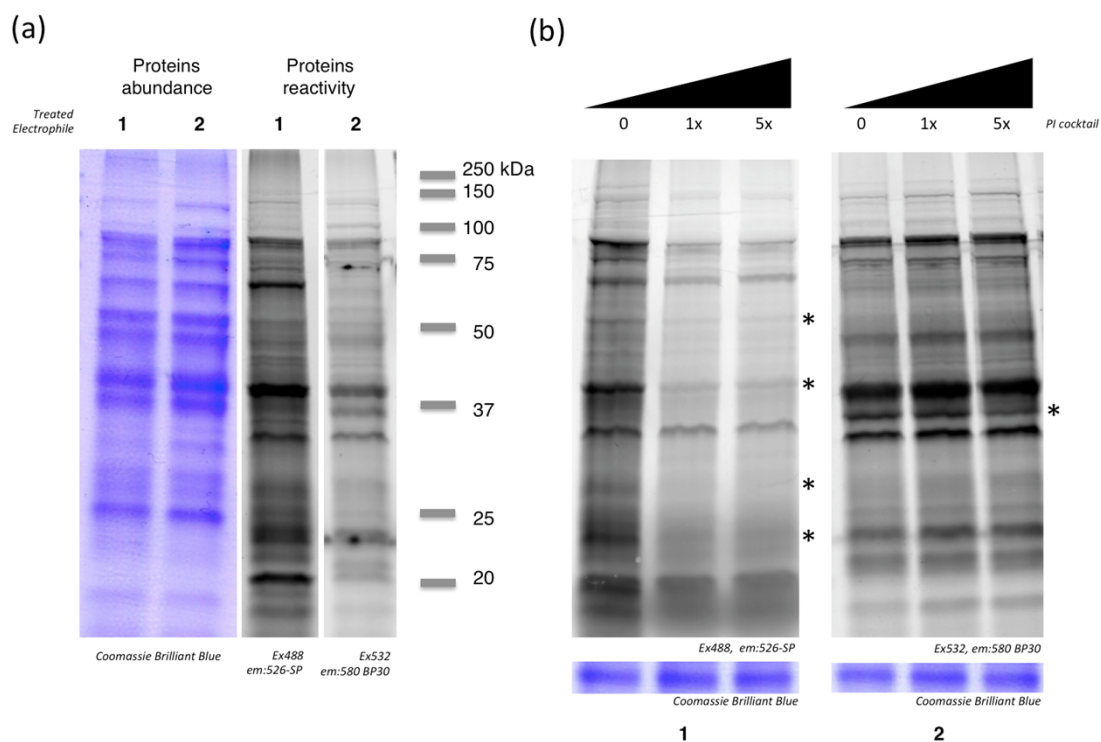 (a)
Proteins abundance
Proteins reactivity
Treated Electrophile
1 2
1 2
250 kDa
150
100
75
50
37
25
20
Coomassie Brilliant Blue
Ex488 em:526-SP
Ex532 em:580 BP30
(b)
0 1x 5x
0 1x 5x PI cocktail
*
*
*
*
*
Ex488, em:526-SP
Ex532, em:580 BP30
Coomassie Brilliant Blue
Coomassie Brilliant Blue
1
2